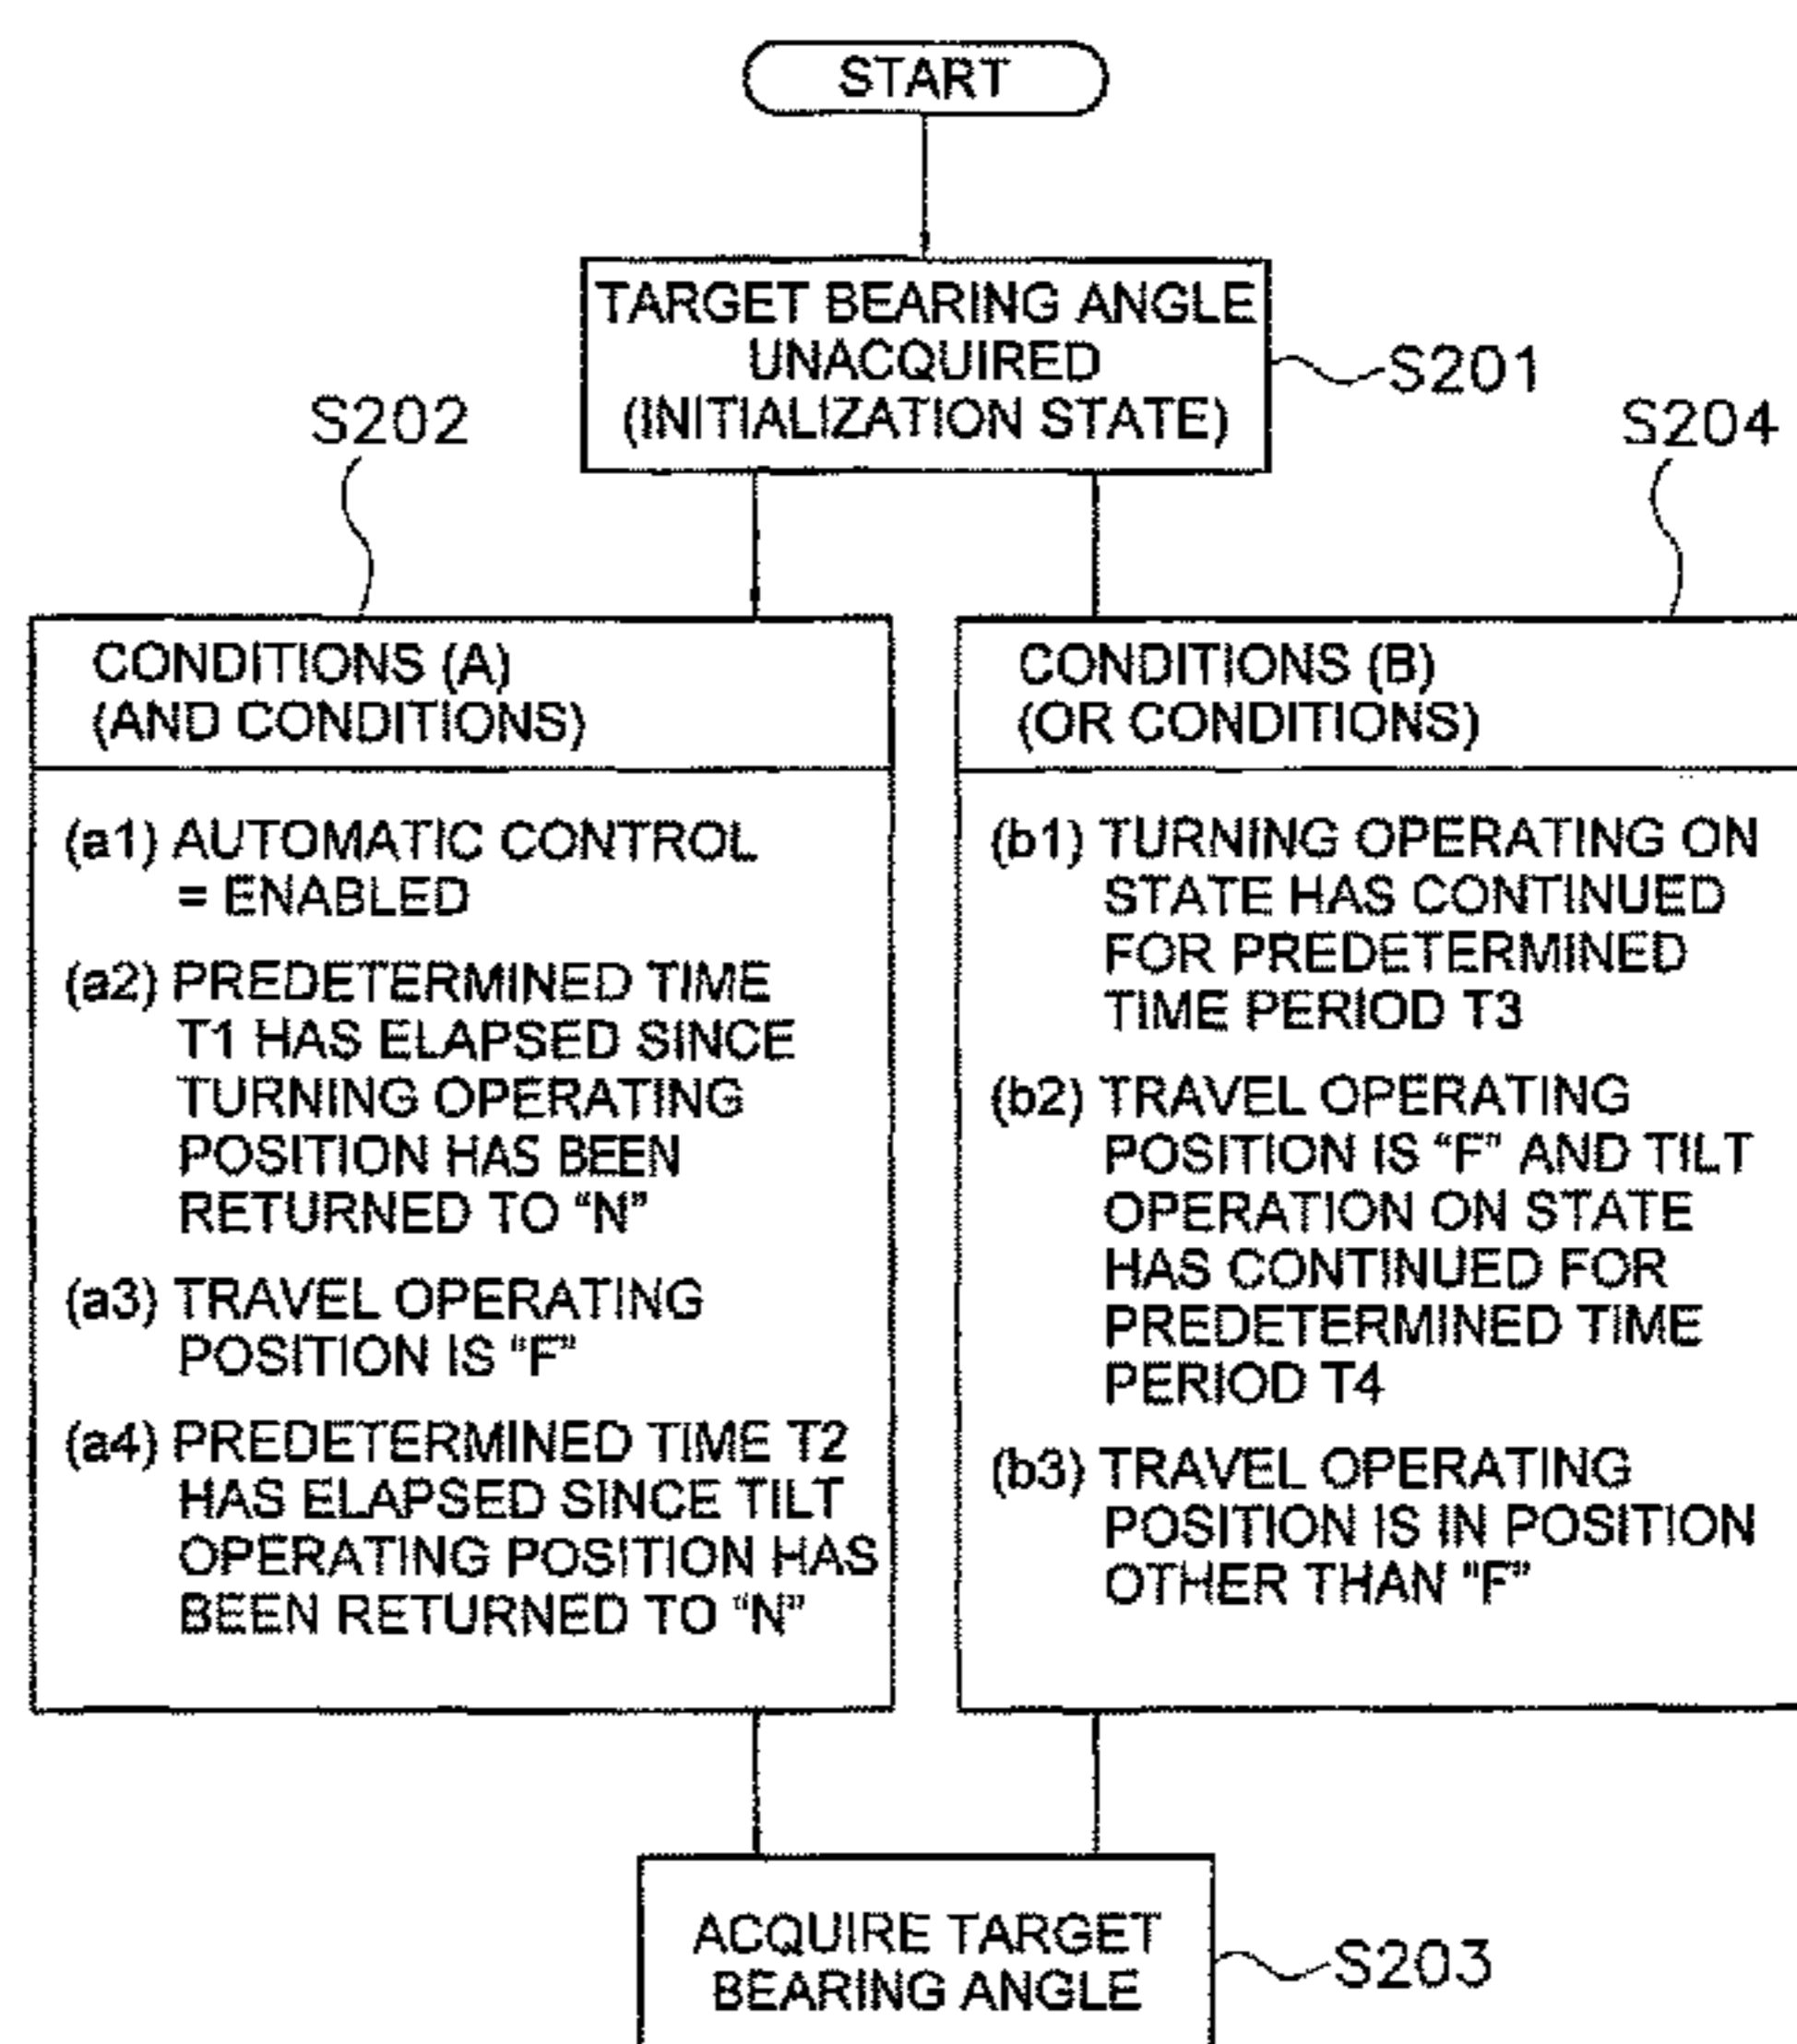 START
TARGET BEARING ANGLE
UNACQUIRED
(INITIALIZATION STATE)
S201
S202
S204
CONDITIONS (A)
(AND CONDITIONS)
(a1) AUTOMATIC CONTROL
= ENABLED
(a2) PREDETERMINED TIME
T1 HAS ELAPSED SINCE
TURNING OPERATING
POSITION HAS BEEN
RETURNED TO “N”
(a3) TRAVEL OPERATING
POSITION IS “F”
(a4) PREDETERMINED TIME T2
HAS ELAPSED SINCE TILT
OPERATING POSITION HAS
BEEN RETURNED TO “N”
CONDITIONS (B)
(OR CONDITIONS)
(b1) TURNING OPERATING ON
STATE HAS CONTINUED
FOR PREDETERMINED
TIME PERIOD T3
(b2) TRAVEL OPERATING
POSITION IS “F” AND TILT
OPERATION ON STATE
HAS CONTINUED FOR
PREDETERMINED TIME
PERIOD T4
(b3) TRAVEL OPERATING
POSITION IS IN POSITION
OTHER THAN “F”
ACQUIRE TARGET
BEARING ANGLE
S203